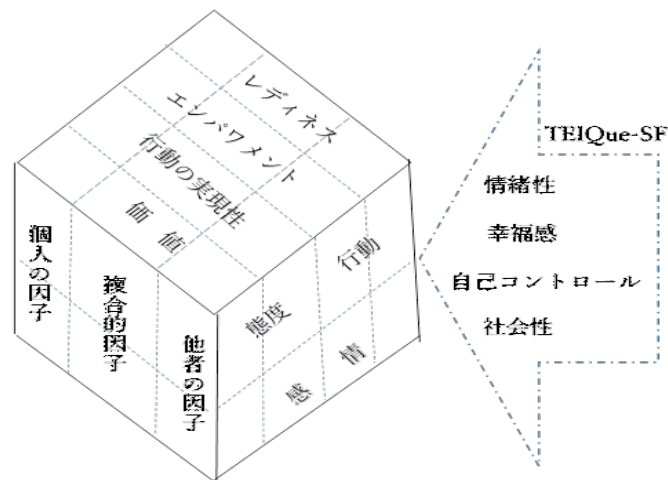 レディネス
エンパワメント
行動の実現性
価値
個人の因子
複合的因子
他者の因子
態度
行動
感情
TEIQue-SF
情緒性
幸福感
自己コントロール
社会性